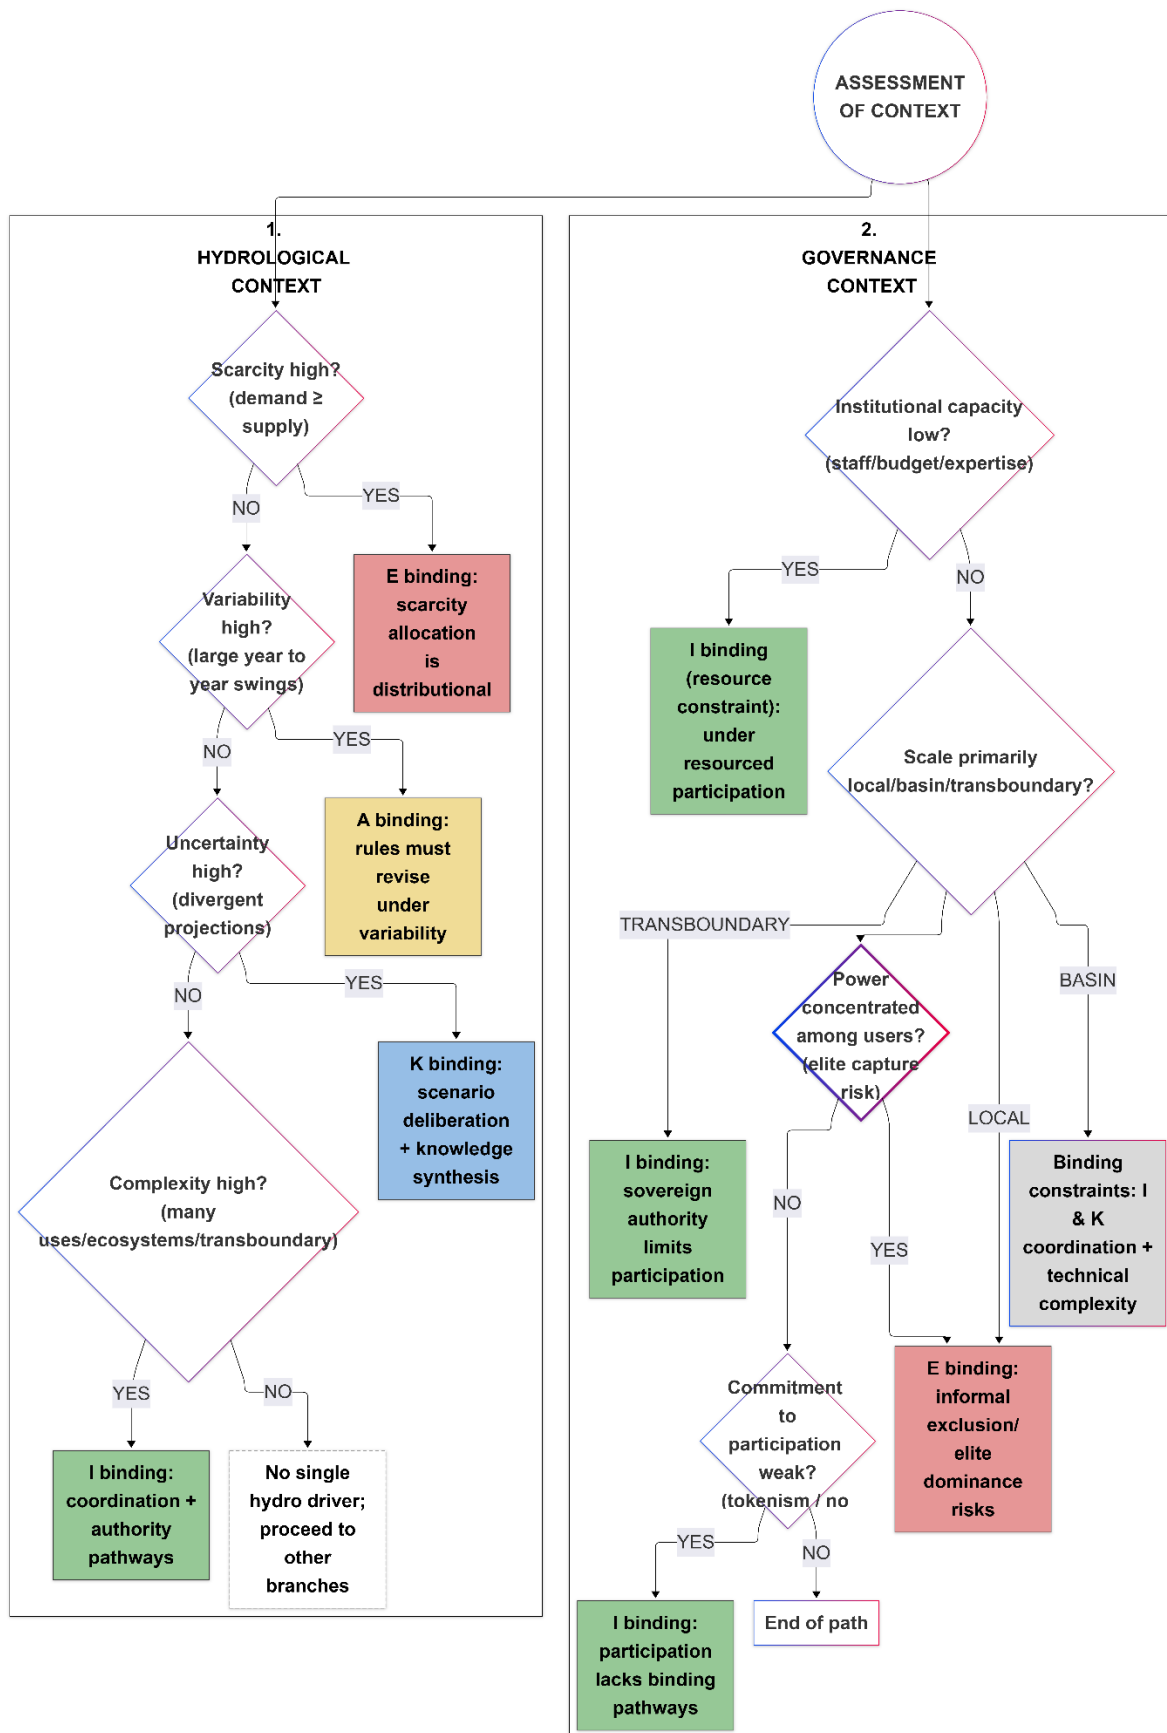 ASSESSMENT
OF CONTEXT
1.
HYDROLOGICAL
CONTEXT
Scarcity high?
(demand ≥
supply)
NO
YES
E binding:
scarcity
allocation
is
distributional
Variability
high?
(large year to
year swings)
NO
YES
A binding:
rules must
revise
under
variability
Uncertainty
high?
(divergent
projections)
NO
YES
K binding:
scenario
deliberation
+ knowledge
synthesis
Complexity high?
(many
uses/ecosystems/transboundary)
YES
NO
I binding:
coordination +
authority
pathways
No single
hydro driver;
proceed to
other
branches
2.
GOVERNANCE
CONTEXT
Institutional capacity
low?
(staff/budget/expertise)
YES
NO
I binding
(resource
constraint):
under
resourced
participation
Scale primarily
local/basin/transboundary?
TRANSBOUNDARY
BASIN
LOCAL
Power
concentrated
among users?
(elite capture
risk)
NO
YES
I binding:
sovereign
authority
limits
participation
Binding
constraints: I
& K
coordination +
technical
complexity
Commitment
to
participation
weak?
(tokenism / no
YES
NO
E binding:
informal
exclusion/
elite
dominance
risks
I binding:
participation
lacks binding
pathways
End of path